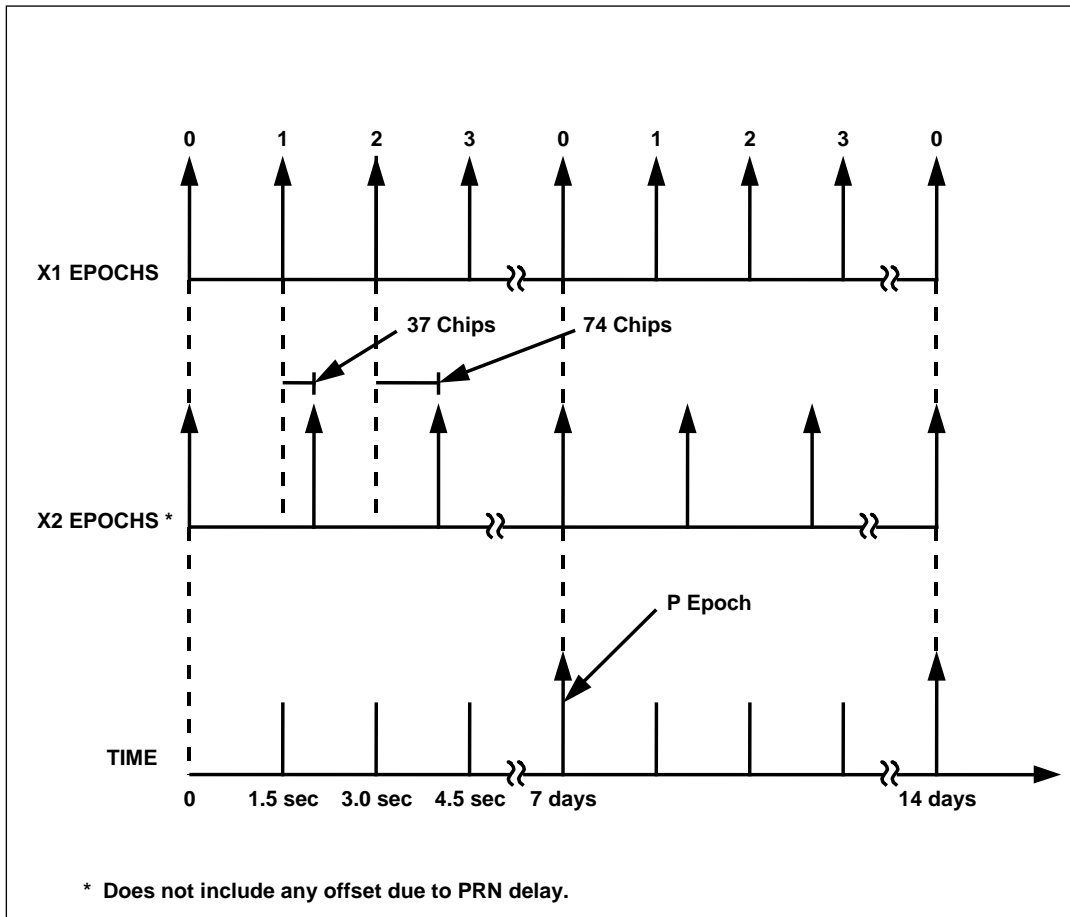 0 1 2 3 0 1 2 3 0
X1 EPOCHS
37 Chips 74 Chips
X2 EPOCHS *
P Epoch
TIME
0 1.5 sec 3.0 sec 4.5 sec 7 days 14 days
* Does not include any offset due to PRN delay.